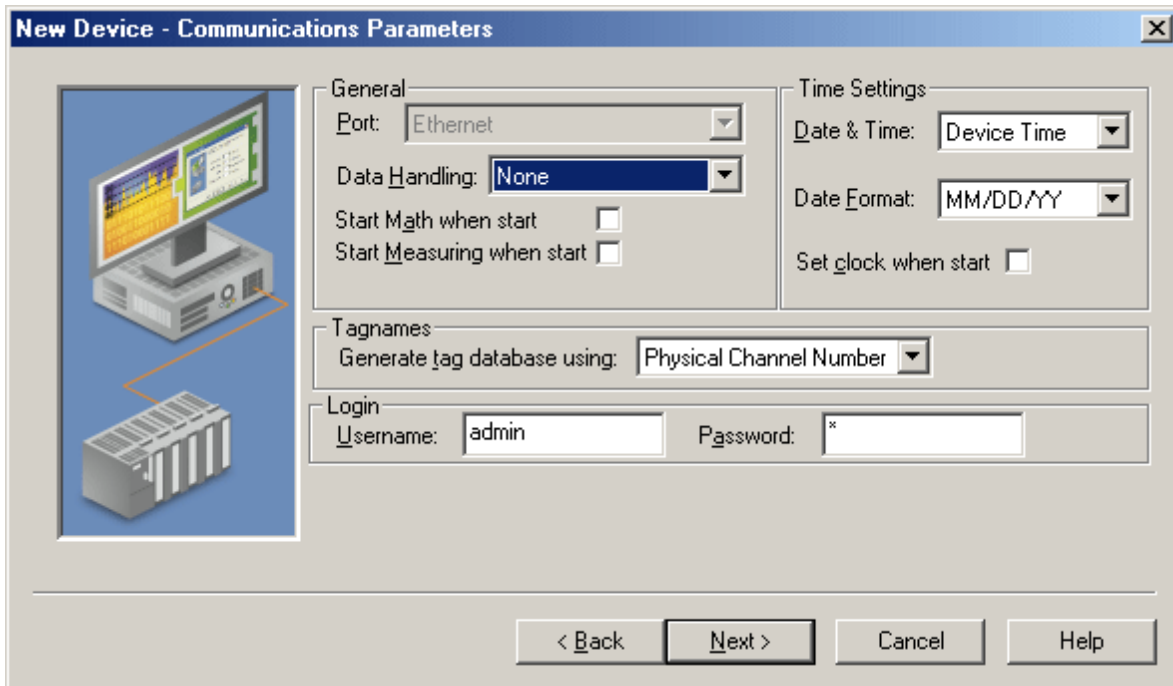 New Device - Communications Parameters
General
Port: Ethernet
Data Handling: None
Start Math when start
Start Measuring when start
Time Settings
Date & Time: Device Time
Date Format: MM/DD/YY
Set clock when start
Tagnames
Generate tag database using: Physical Channel Number
Login
Username: admin Password: *
< Back Next > Cancel Help